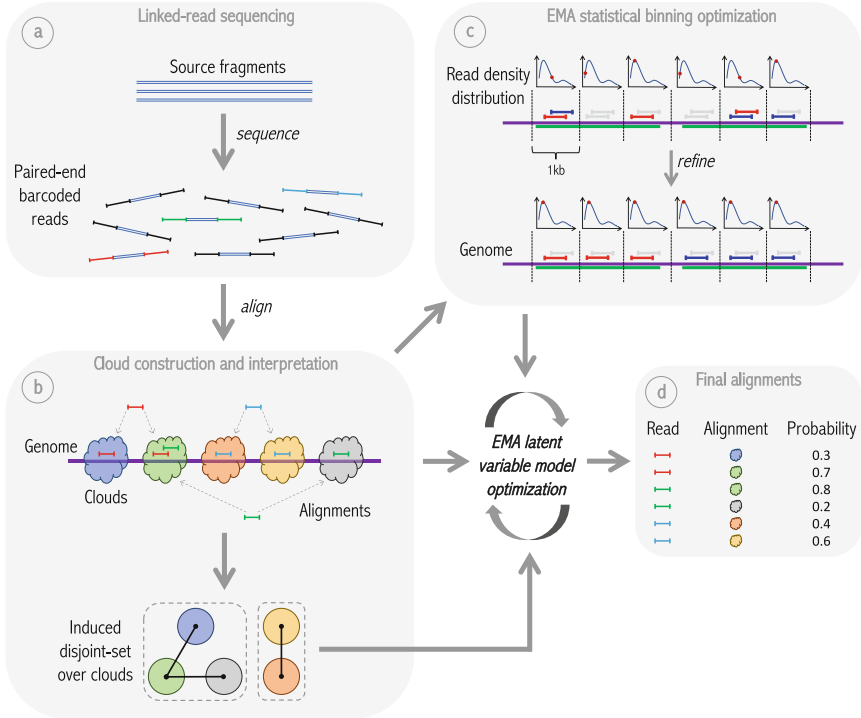 a
Linked-read sequencing
Source fragments
sequence
Paired-end
barcoded
reads
align
b
Cloud construction and interpretation
Genome
Clouds
Alignments
Induced
disjoint-set
over clouds
c
EMA statistical binning optimization
Read density
distribution
1kb
refine
Genome
EMA latent
variable model
optimization
d
Final alignments
Read Alignment Probability
0.3
0.7
0.8
0.2
0.4
0.6